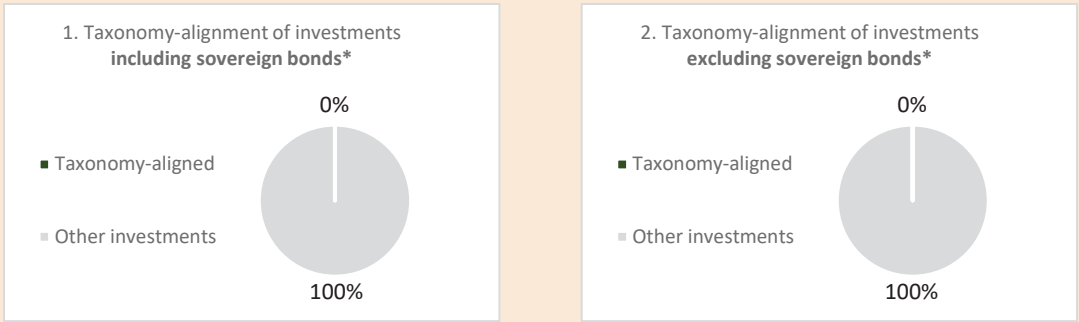 1. Taxonomy-alignment of investments
including sovereign bonds*
0%
Taxonomy-aligned
Other investments
100%
2. Taxonomy-alignment of investments
excluding sovereign bonds*
0%
Taxonomy-aligned
Other investments
100%